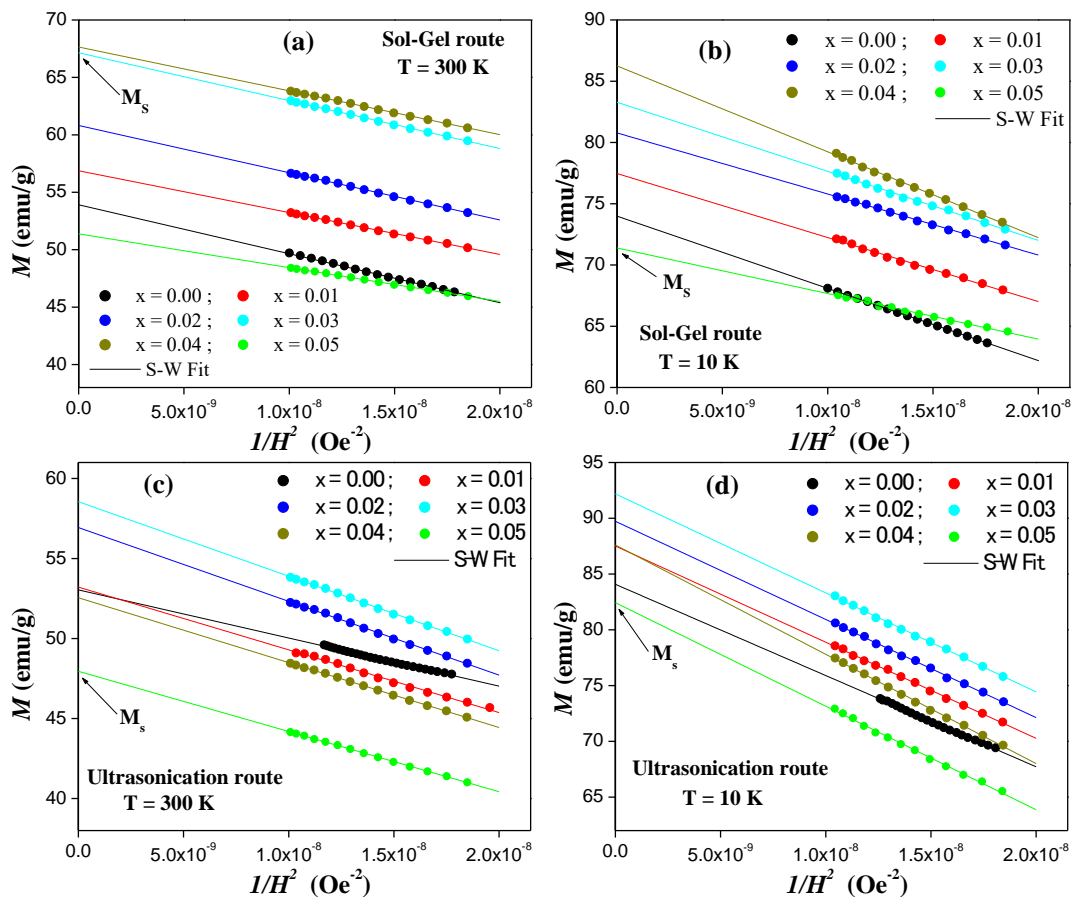 (a)
Sol-Gel route
T = 300 K
M_S
x = 0.00 ; x = 0.01
x = 0.02 ; x = 0.03
x = 0.04 ; x = 0.05
S-W Fit
M (emu/g)
70
65
60
55
50
45
40
0.0 5.0x10⁻⁹ 1.0x10⁻⁸ 1.5x10⁻⁸ 2.0x10⁻⁸
1/H² (Oe⁻²)
(b)
x = 0.00 ; x = 0.01
x = 0.02 ; x = 0.03
x = 0.04 ; x = 0.05
S-W Fit
M_S
Sol-Gel route
T = 10 K
M (emu/g)
90
85
80
75
70
65
60
0.0 5.0x10⁻⁹ 1.0x10⁻⁸ 1.5x10⁻⁸ 2.0x10⁻⁸
1/H² (Oe⁻²)
(c)
x = 0.00 ; x = 0.01
x = 0.02 ; x = 0.03
x = 0.04 ; x = 0.05
S-W Fit
M_s
Ultrasonication route
T = 300 K
M (emu/g)
60
55
50
45
40
0.0 5.0x10⁻⁹ 1.0x10⁻⁸ 1.5x10⁻⁸ 2.0x10⁻⁸
1/H² (Oe⁻²)
(d)
x = 0.00 ; x = 0.01
x = 0.02 ; x = 0.03
x = 0.04 ; x = 0.05
S-W Fit
M_s
Ultrasonication route
T = 10 K
M (emu/g)
95
90
85
80
75
70
65
0.0 5.0x10⁻⁹ 1.0x10⁻⁸ 1.5x10⁻⁸ 2.0x10⁻⁸
1/H² (Oe⁻²)